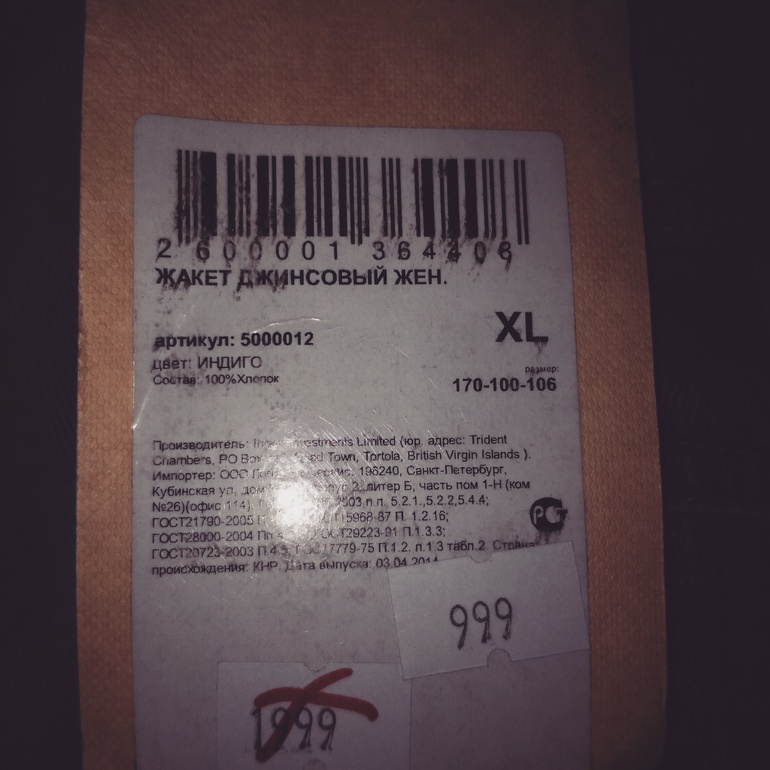 2 600001 364406
ЖАКЕТ ДЖИНСОВЫЙ ЖЕН.
XL
артикул: 5000012
цвет: ИНДИГО
Состав: 100%Хлопок
размер:
170-100-106
Производитель: Limited (юр. адрес: Trident
Chambers, PO Box Town, Tortola, British Virgin Islands ).
Импортер: ООО 196240, Санкт-Петербург,
Кубинская ул, дом литер Б, часть пом 1-Н (ком
№26)(офис 114), п.п. 5.2.1.,5.2.2,5.4.4;
ГОСТ21790-2005 П. 1.2.16;
ГОСТ28000-2004 П.1.3.3;
ГОСТ20723-2003 П.1.2. п.1.3 табл.2. Страна
происхождения: КНР. Дата выпуска: 03.04.2014
РСТ
999
1999